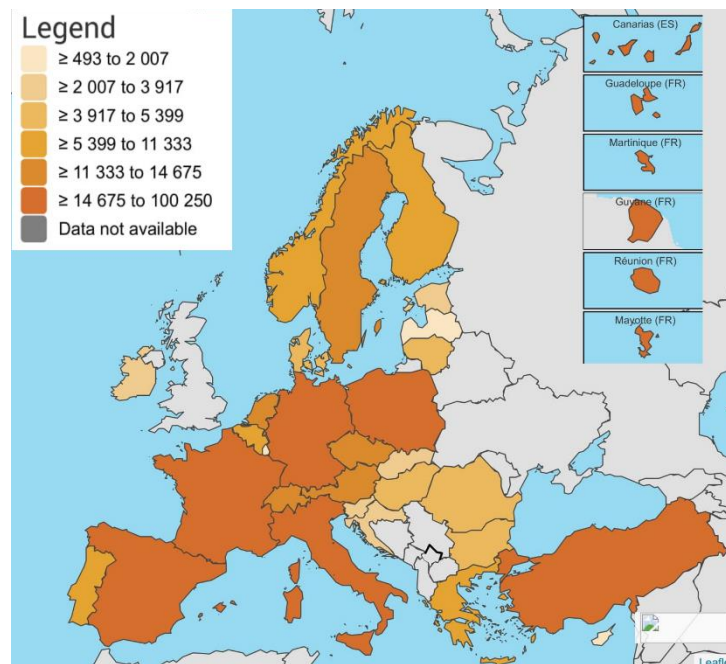 Legend
≥ 493 to 2 007
≥ 2 007 to 3 917
≥ 3 917 to 5 399
≥ 5 399 to 11 333
≥ 11 333 to 14 675
≥ 14 675 to 100 250
Data not available
Canarias (ES)
Guadeloupe (FR)
Martinique (FR)
Guyane (FR)
Réunion (FR)
Mayotte (FR)